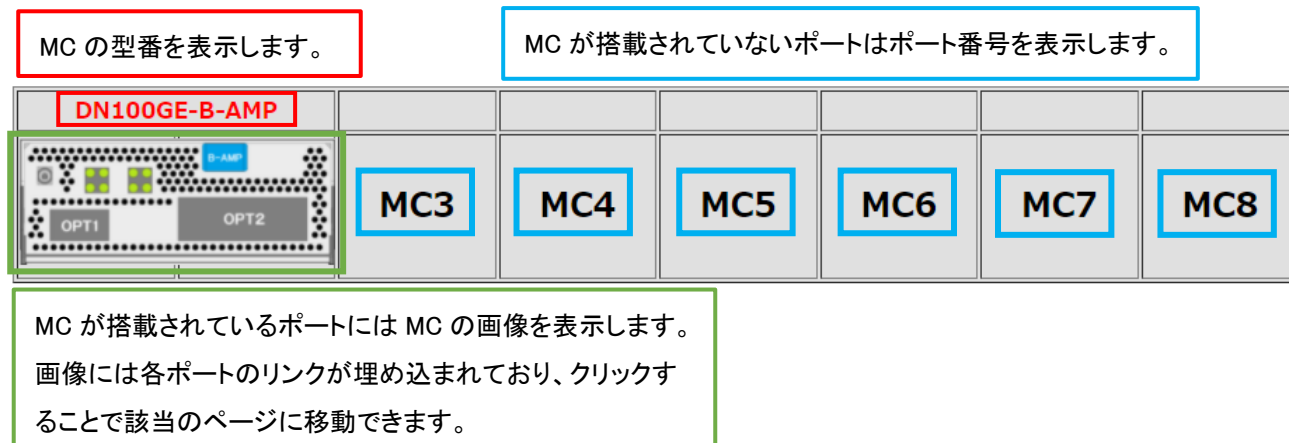 MC の型番を表示します。
MC が搭載されていないポートはポート番号を表示します。
DN100GE-B-AMP
B-AMP
OPT1
OPT2
MC3
MC4
MC5
MC6
MC7
MC8
MC が搭載されているポートには MC の画像を表示します。
画像には各ポートのリンクが埋め込まれており、クリックす
ることで該当のページに移動できます。